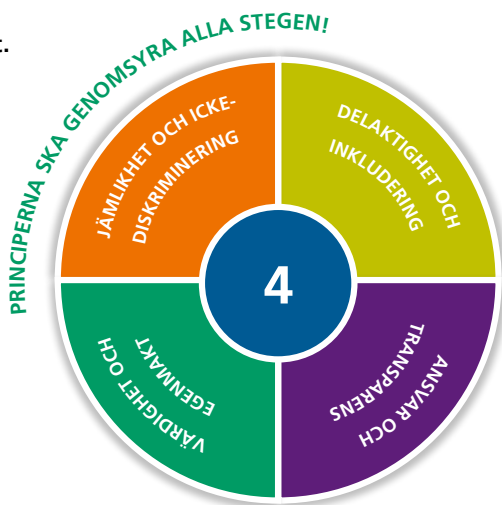 t.
PRINCIPERNA SKA GENOMSYRA ALLA STEGEN!
JÄMLIKHET OCH ICKE-
DISKRIMINERING
DELAKTIGHET OCH
INKLUDERING
4
VÄRDIGHET OCH
EGENMAKT
ANSVAR OCH
TRANSPARENS